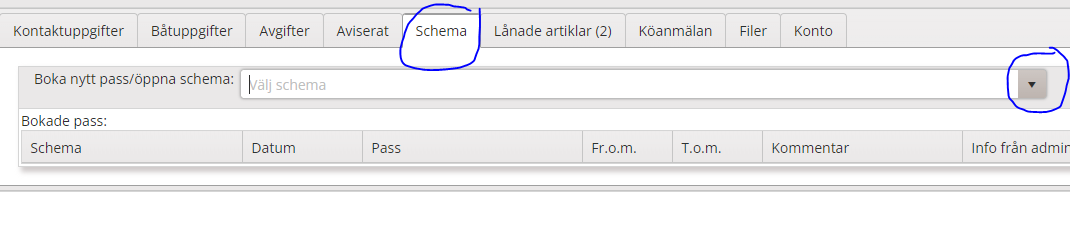 Kontaktuppgifter Båtuppgifter Avgifter Aviserat Schema Lånade artiklar (2) Köanmälan Filer Konto
Boka nytt pass/öppna schema: Välj schema
Bokade pass:
Schema Datum Pass Fr.o.m. T.o.m. Kommentar Info från admin